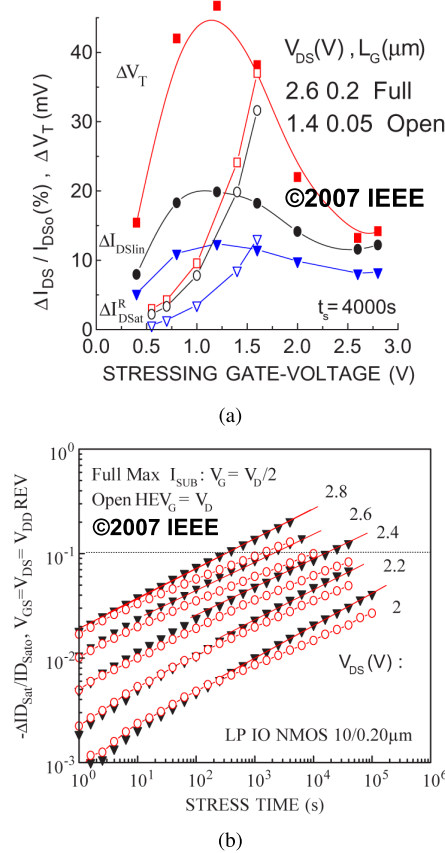 (a)
50
40
30
20
10
0
ΔI_DS / I_DSo (%) , ΔV_T (mV)
ΔV_T
V_DS(V) , L_G(µm)
2.6 0.2 Full
1.4 0.05 Open
©2007 IEEE
ΔI_DSlin
ΔI^R_DSat
t_s = 4000s
0.0 0.5 1.0 1.5 2.0 2.5 3.0
STRESSING GATE-VOLTAGE (V)
(a)
10^0
10^-1
10^-2
10^-3
-ΔID_Sat/ID_Sato, V_GS=V_DS= V_DD REV
Full Max I_SUB: V_G = V_D/2
Open HEV_G = V_D
©2007 IEEE
2.8
2.6
2.4
2.2
2
V_DS(V) :
LP IO NMOS 10/0.20µm
10^0 10^1 10^2 10^3 10^4 10^5 10^6
STRESS TIME (s)
(b)